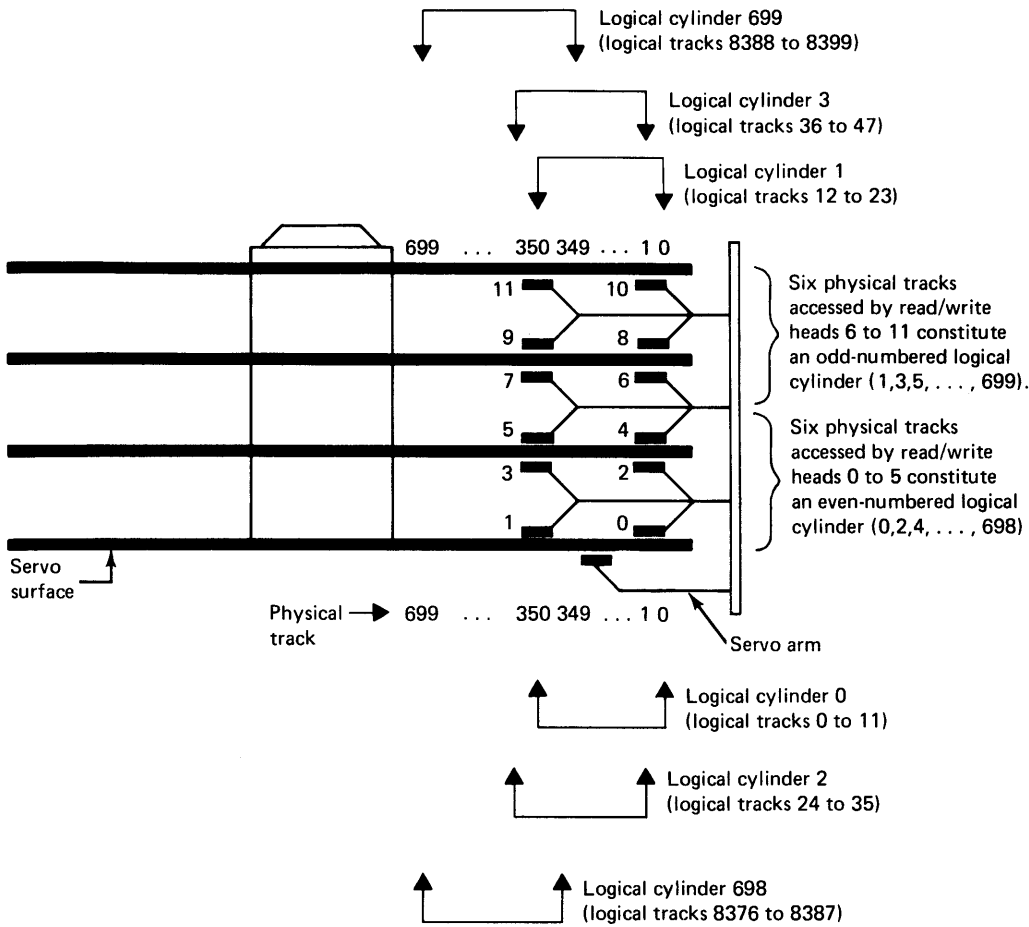 Logical cylinder 699
(logical tracks 8388 to 8399)
Logical cylinder 3
(logical tracks 36 to 47)
Logical cylinder 1
(logical tracks 12 to 23)
699 ... 350 349 ... 1 0
11 10
9 8
7 6
5 4
3 2
1 0
Six physical tracks
accessed by read/write
heads 6 to 11 constitute
an odd-numbered logical
cylinder (1,3,5, . . . , 699).
Six physical tracks
accessed by read/write
heads 0 to 5 constitute
an even-numbered logical
cylinder (0,2,4, . . . , 698)
Servo
surface
Physical
track
699 ... 350 349 ... 1 0
Servo arm
Logical cylinder 0
(logical tracks 0 to 11)
Logical cylinder 2
(logical tracks 24 to 35)
Logical cylinder 698
(logical tracks 8376 to 8387)